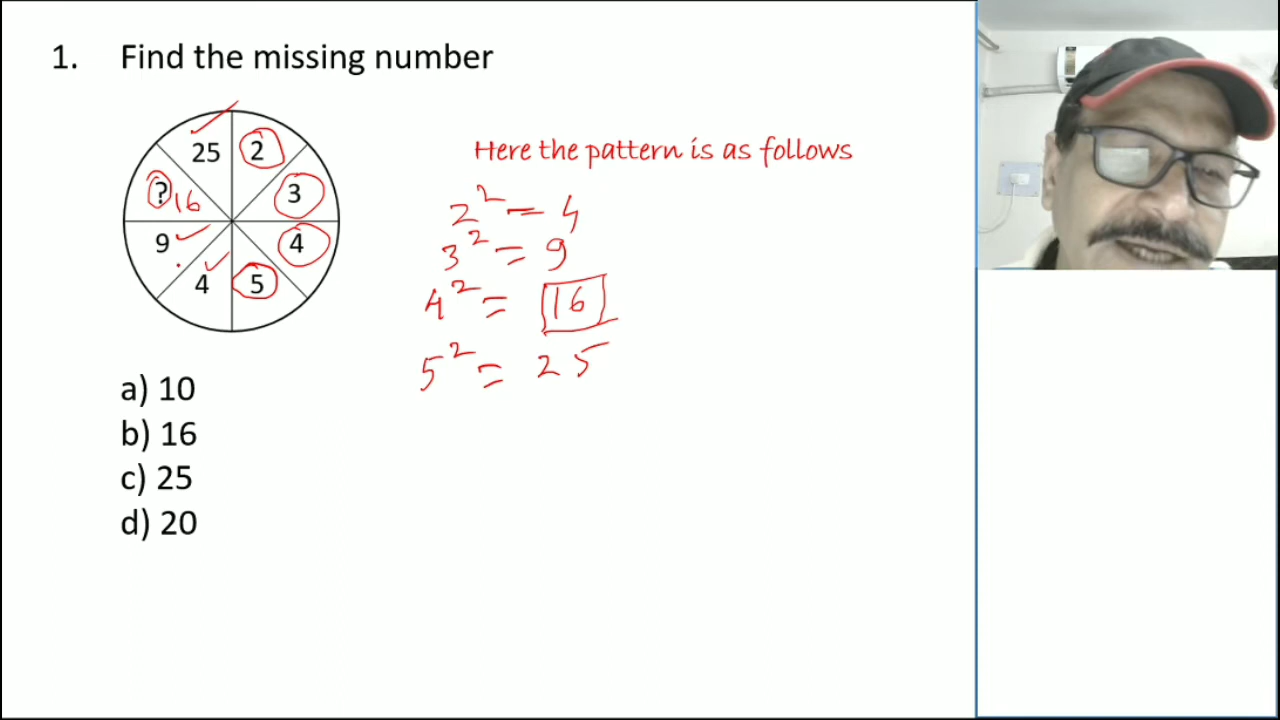 1. Find the missing number
25 2
? 16 3
9 4
4 5
Here the pattern is as follows
2² = 4
3² = 9
4² = 16
5² = 25
a) 10
b) 16
c) 25
d) 20